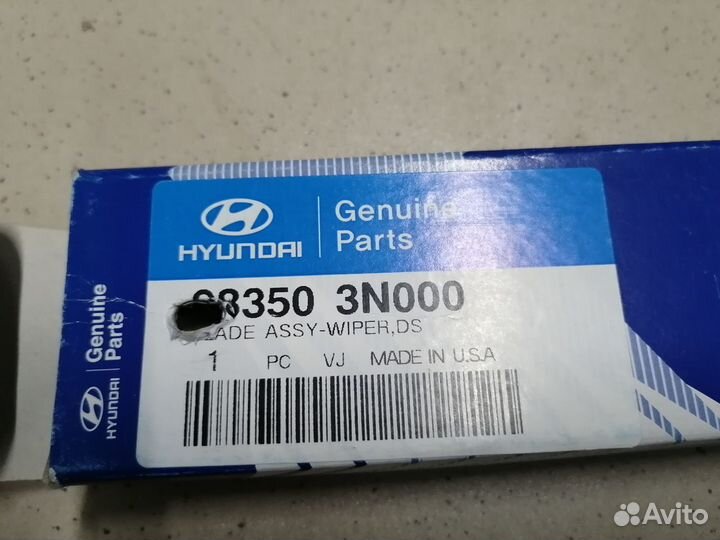 HYUNDAI
Genuine
Parts
98350 3N000
LADE ASSY-WIPER,DS
1 PC VJ MADE IN U.S.A
HYUNDAI
Genuine
Parts
Avito